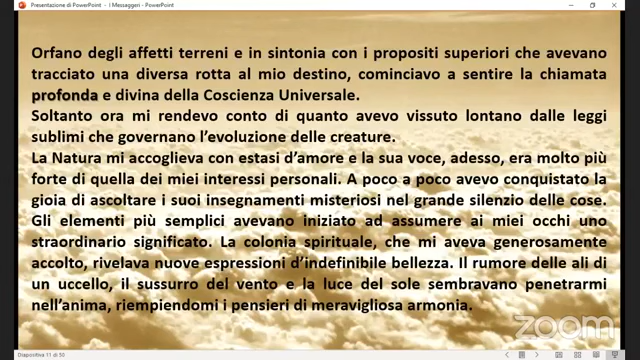 Presentazione di PowerPoint - I Messaggeri - PowerPoint
Orfano degli affetti terreni e in sintonia con i propositi superiori che avevano
tracciato una diversa rotta al mio destino, cominciavo a sentire la chiamata
profonda e divina della Coscienza Universale.
Soltanto ora mi rendevo conto di quanto avevo vissuto lontano dalle leggi
sublimi che governano l’evoluzione delle creature.
La Natura mi accoglieva con estasi d’amore e la sua voce, adesso, era molto più
forte di quella dei miei interessi personali. A poco a poco avevo conquistato la
gioia di ascoltare i suoi insegnamenti misteriosi nel grande silenzio delle cose.
Gli elementi più semplici avevano iniziato ad assumere ai miei occhi uno
straordinario significato. La colonia spirituale, che mi aveva generosamente
accolto, rivelava nuove espressioni d’indefinibile bellezza. Il rumore delle ali di
un uccello, il sussurro del vento e la luce del sole sembravano penetrarmi
nell’anima, riempiendomi i pensieri di meravigliosa armonia.
zoom
Diapositiva 11 di 50